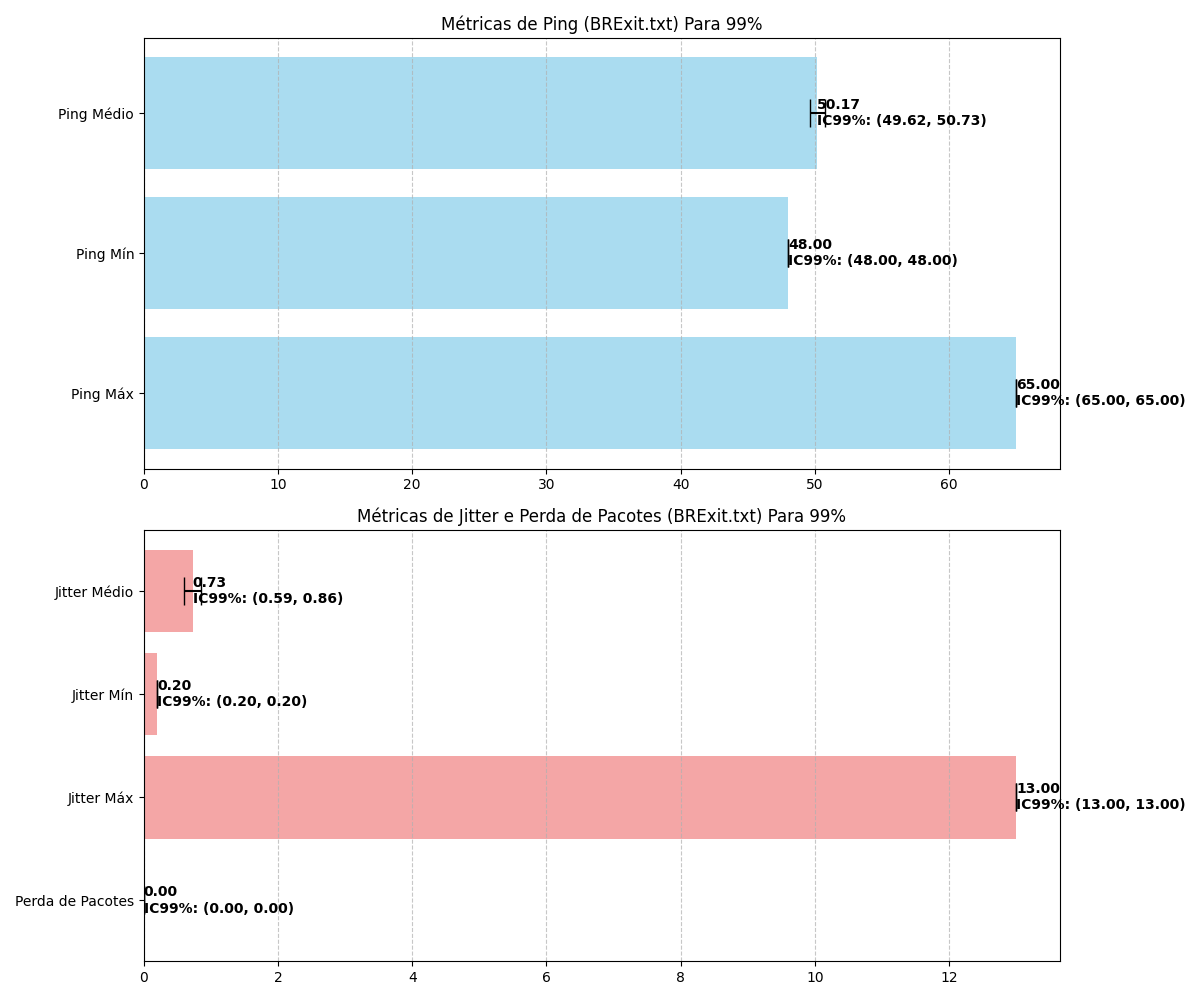 Métricas de Ping (BRExit.txt) Para 99%
Ping Médio
50.17
IC99%: (49.62, 50.73)
Ping Mín
48.00
IC99%: (48.00, 48.00)
Ping Máx
65.00
IC99%: (65.00, 65.00)
0 10 20 30 40 50 60
Métricas de Jitter e Perda de Pacotes (BRExit.txt) Para 99%
Jitter Médio
0.73
IC99%: (0.59, 0.86)
Jitter Mín
0.20
IC99%: (0.20, 0.20)
Jitter Máx
13.00
IC99%: (13.00, 13.00)
Perda de Pacotes
0.00
IC99%: (0.00, 0.00)
0 2 4 6 8 10 12